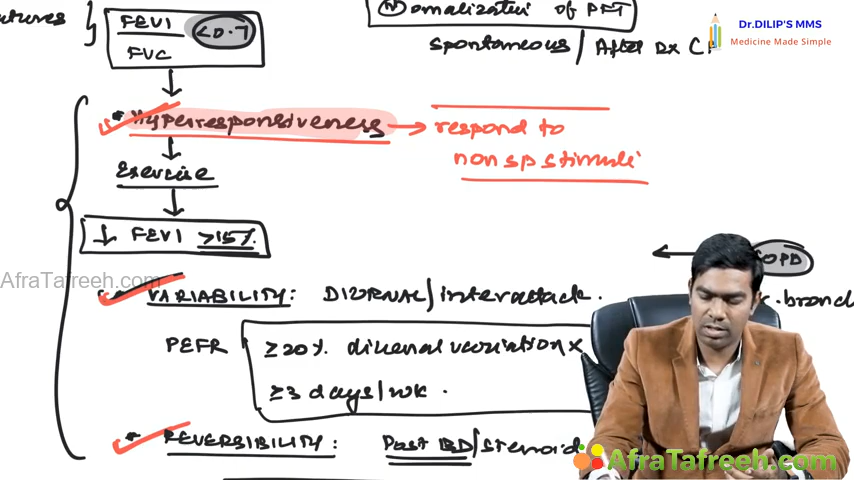 FEV1
<0.7
FVC
Normalization of PFT
spontaneous / After Rx
Dr.DILIP'S MMS
Medicine Made Simple
* Hyperresponsiveness → respond to
non sp stimuli
Exercise
↓ FEV1 >15%.
COPD
AfraTafreeh.com
VARIABILITY: DIURNAL/interattack.
PEFR
≥20% diurnal variation ×
≥3 days/wk.
* REVERSIBILITY: Post BD/steroid
AfraTafreeh.com